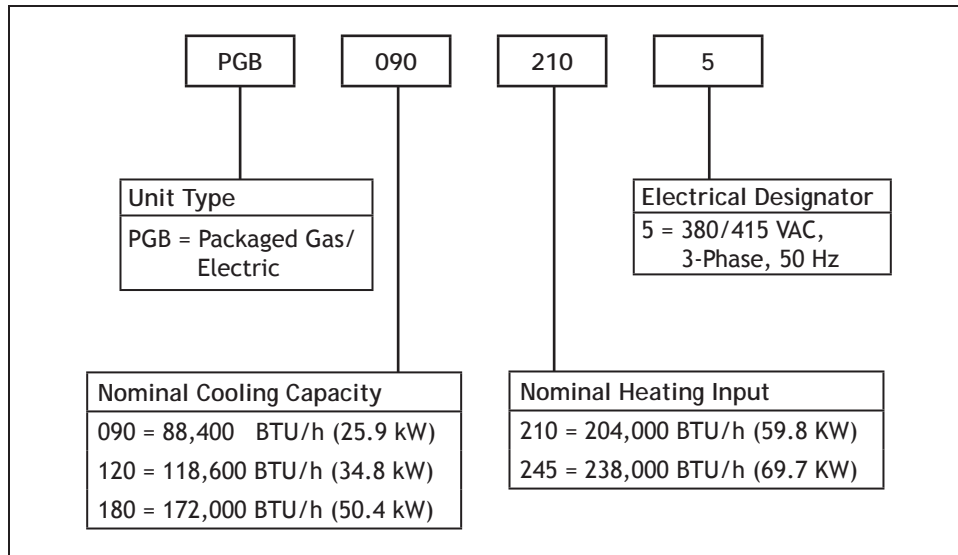 PGB 090 210 5
Unit Type
PGB = Packaged Gas/
Electric
Electrical Designator
5 = 380/415 VAC,
3-Phase, 50 Hz
Nominal Cooling Capacity
090 = 88,400 BTU/h (25.9 kW)
120 = 118,600 BTU/h (34.8 kW)
180 = 172,000 BTU/h (50.4 kW)
Nominal Heating Input
210 = 204,000 BTU/h (59.8 KW)
245 = 238,000 BTU/h (69.7 KW)